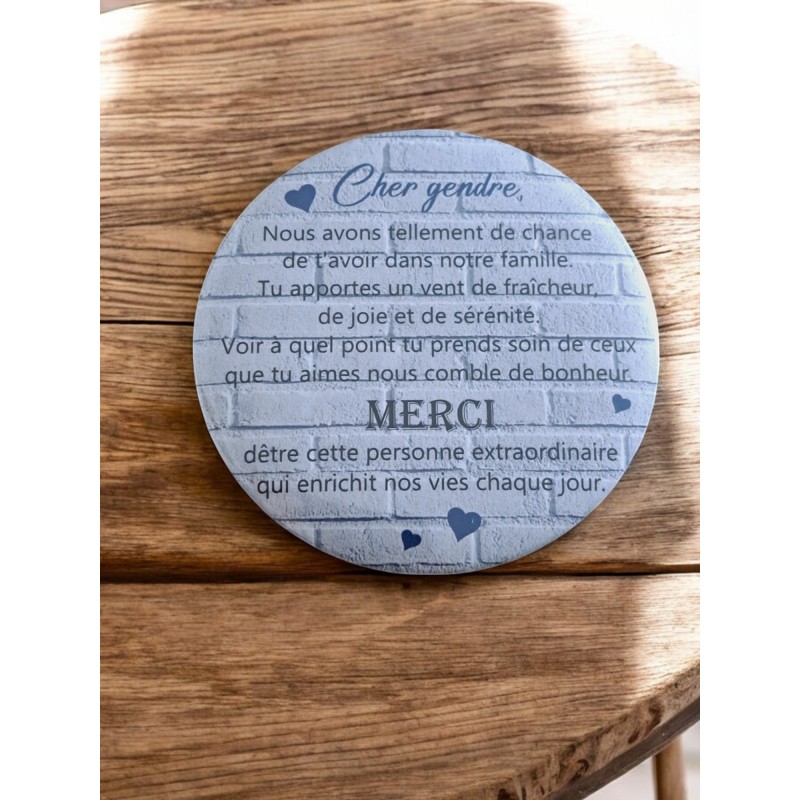 Cher gendre,
Nous avons tellement de chance
de t'avoir dans notre famille.
Tu apportes un vent de fraîcheur,
de joie et de sérénité.
Voir à quel point tu prends soin de ceux
que tu aimes nous comble de bonheur.
MERCI
dêtre cette personne extraordinaire
qui enrichit nos vies chaque jour.